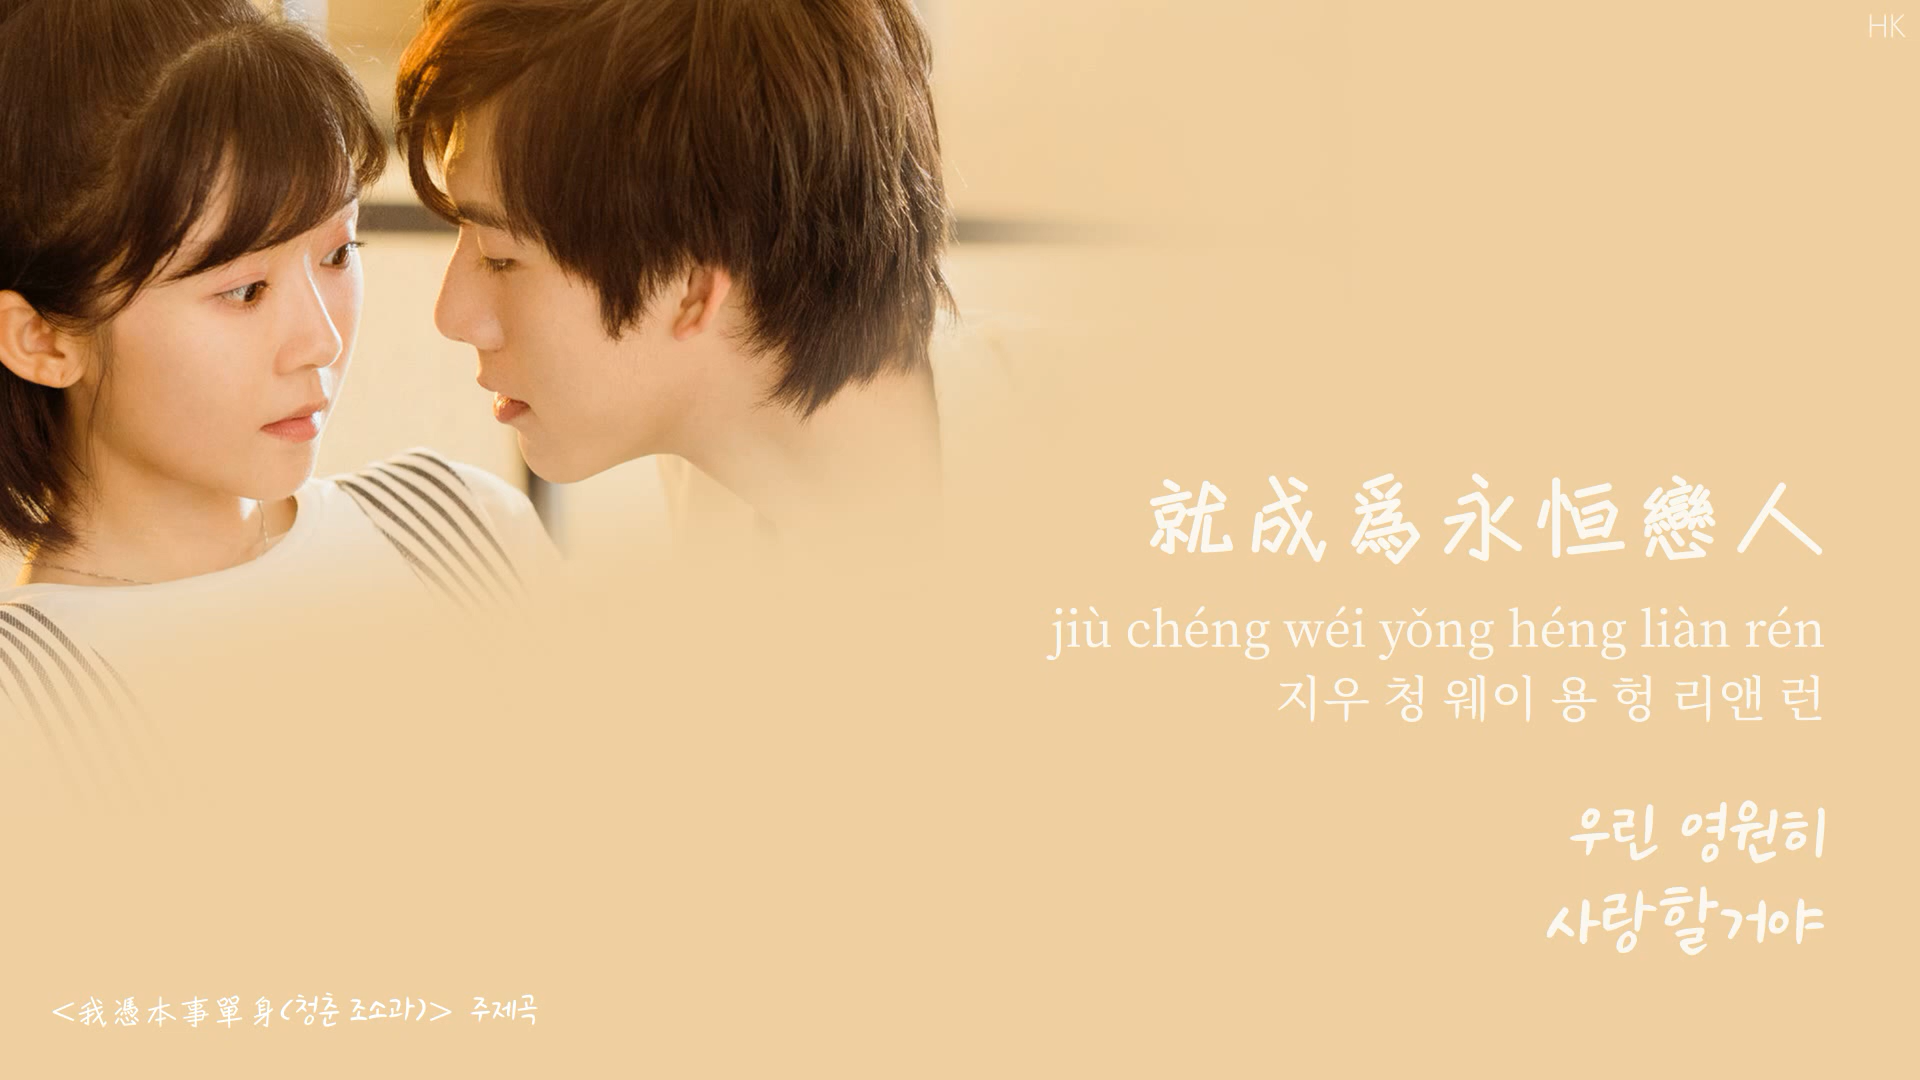 HK
就成爲永恒戀人
jiù chéng wéi yǒng héng liàn rén
지우 청 웨이 용 헝 리앤 런
우린 영원히
사랑할거야
<我憑本事單身(청춘 조소과)> 주제곡